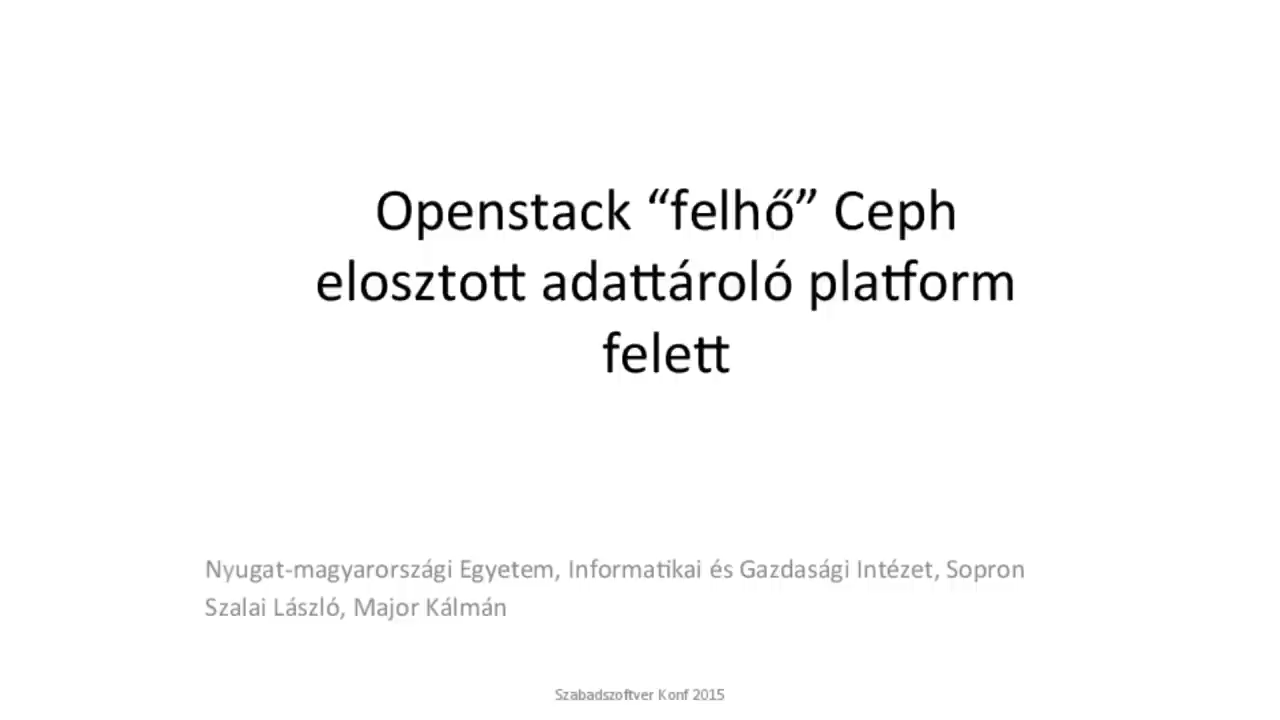 Openstack “felhő” Ceph
elosztott adattároló platform
felett
Nyugat-magyarországi Egyetem, Informatikai és Gazdasági Intézet, Sopron
Szalai László, Major Kálmán
Szabadszoftver Konf 2015